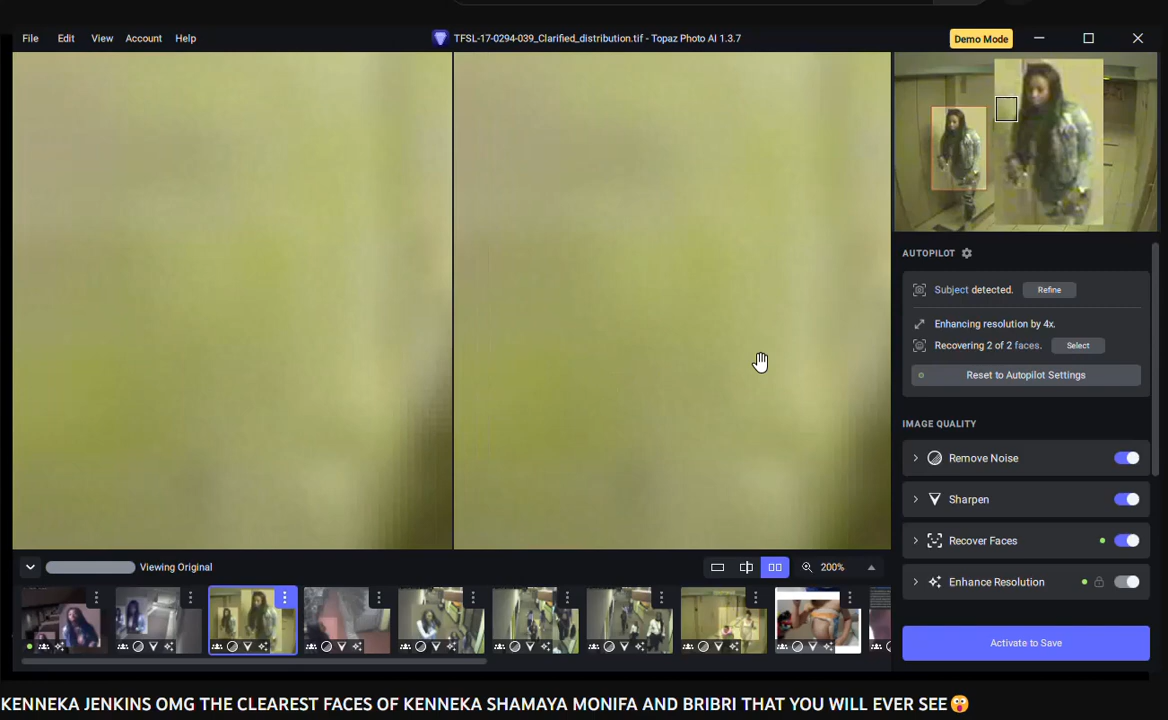 File Edit View Account Help
TFSL-17-0294-039_Clarified_distribution.tif - Topaz Photo AI 1.3.7
Demo Mode
AUTOPILOT
Subject detected. Refine
Enhancing resolution by 4x.
Recovering 2 of 2 faces. Select
Reset to Autopilot Settings
IMAGE QUALITY
Remove Noise
Sharpen
Recover Faces
Enhance Resolution
Viewing Original
200%
Activate to Save
KENNEKA JENKINS OMG THE CLEAREST FACES OF KENNEKA SHAMAYA MONIFA AND BRIBRI THAT YOU WILL EVER SEE😲